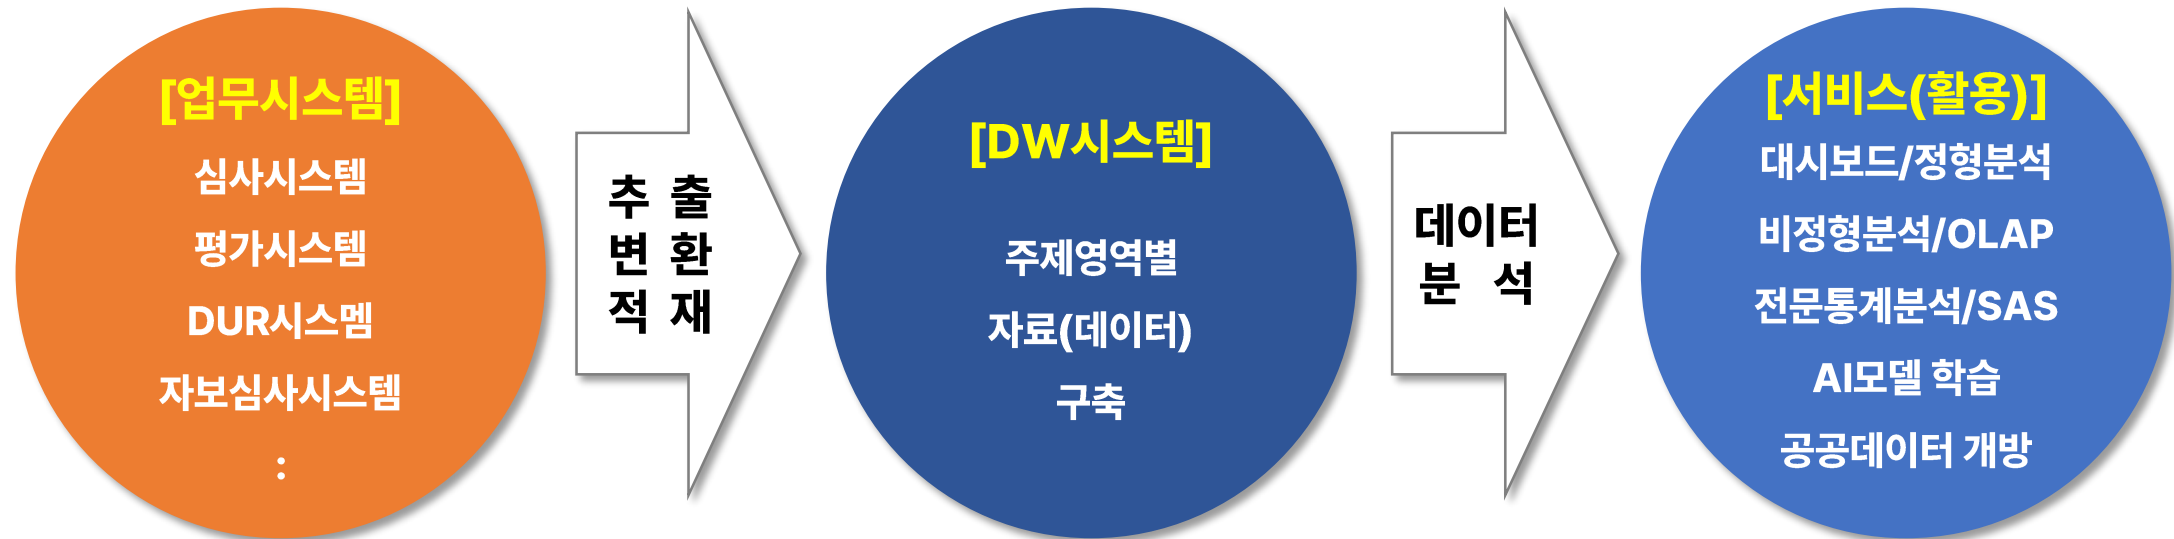 [업무시스템]
심사시스템
평가시스템
DUR시스멤
자보심사시스템
:
추 출
변 환
적 재
[DW시스템]
주제영역별
자료(데이터)
구축
데이터
분 석
[서비스(활용)]
대시보드/정형분석
비정형분석/OLAP
전문통계분석/SAS
AI모델 학습
공공데이터 개방